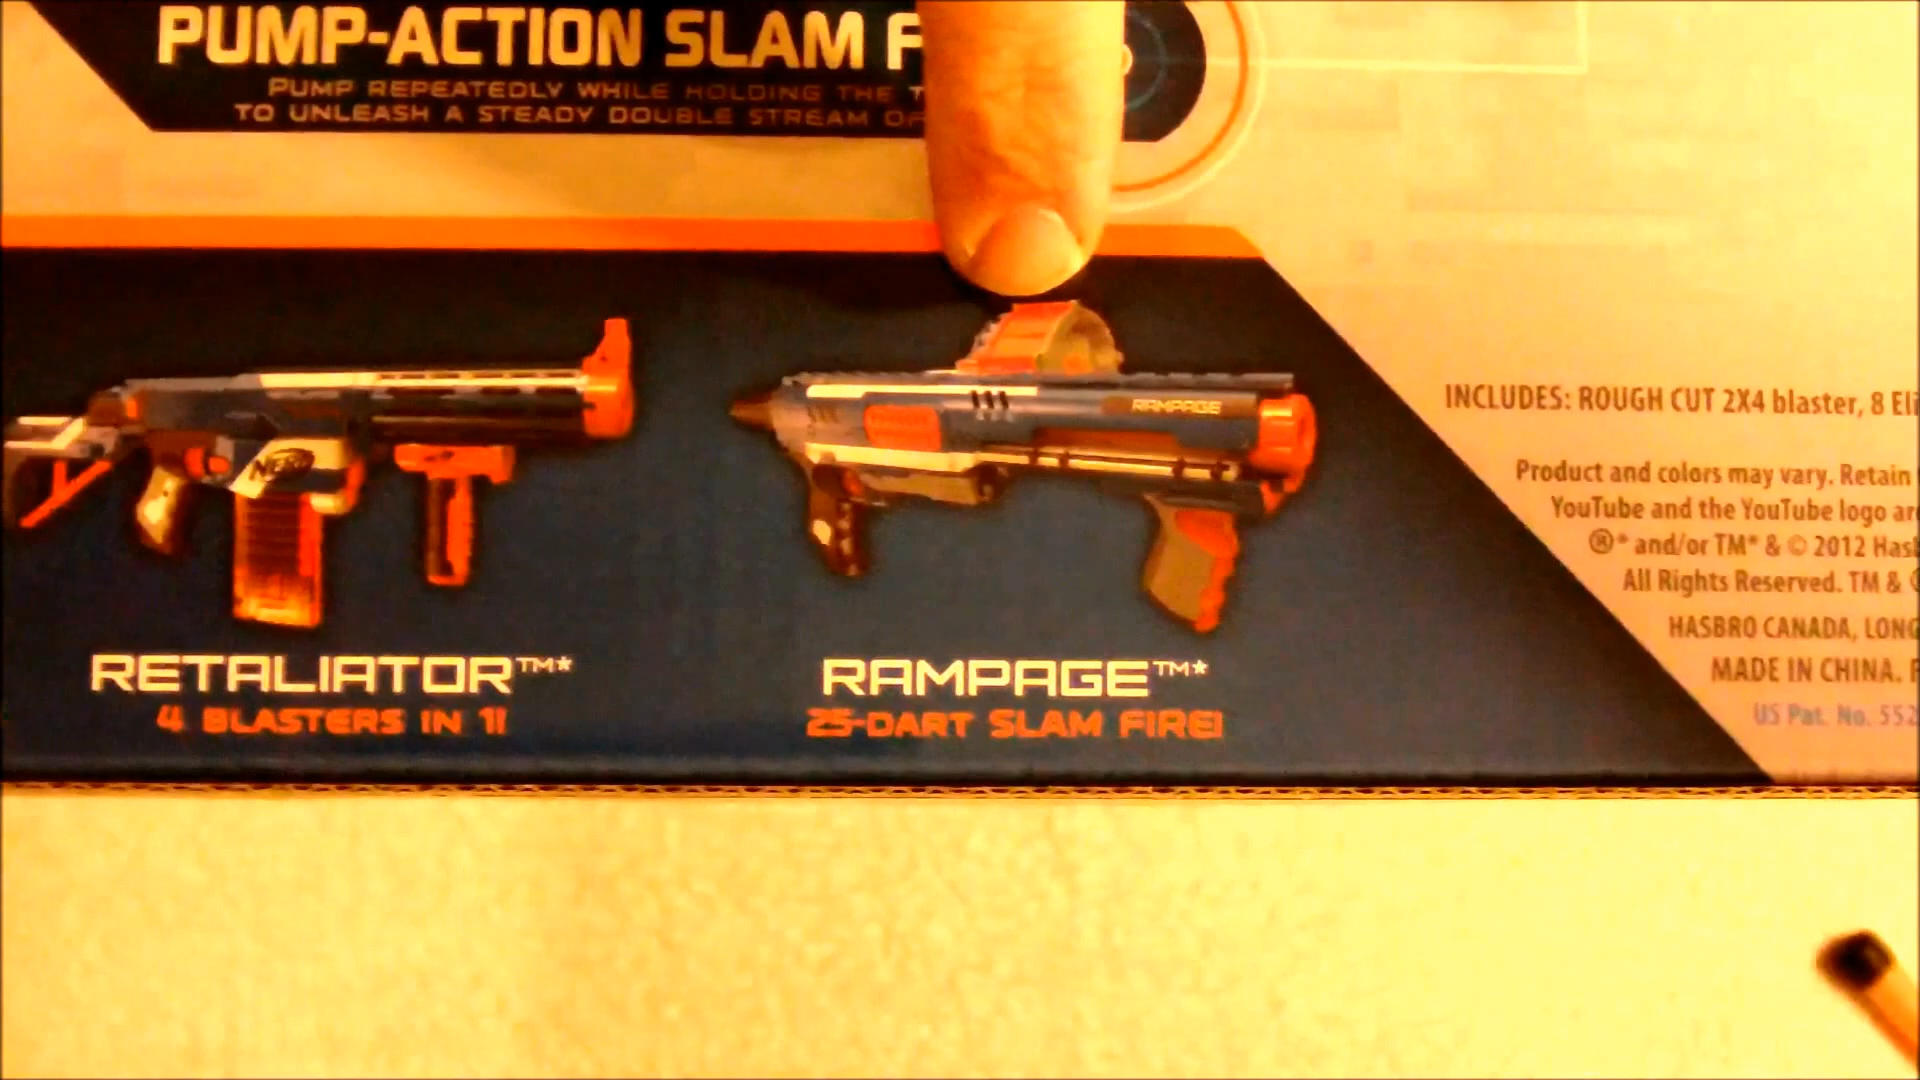 PUMP-ACTION SLAM F
PUMP REPEATEDLY WHILE HOLDING THE T
TO UNLEASH A STEADY DOUBLE STREAM OF
NERF
RAMPAGE
RETALIATOR™*
4 BLASTERS IN 1!
RAMPAGE™*
25-DART SLAM FIRE!
INCLUDES: ROUGH CUT 2X4 blaster, 8 Eli
Product and colors may vary. Retain
YouTube and the YouTube logo ar
®* and/or TM* & © 2012 Hasb
All Rights Reserved. TM & ©
HASBRO CANADA, LONG
MADE IN CHINA. F
US Pat. No. 552